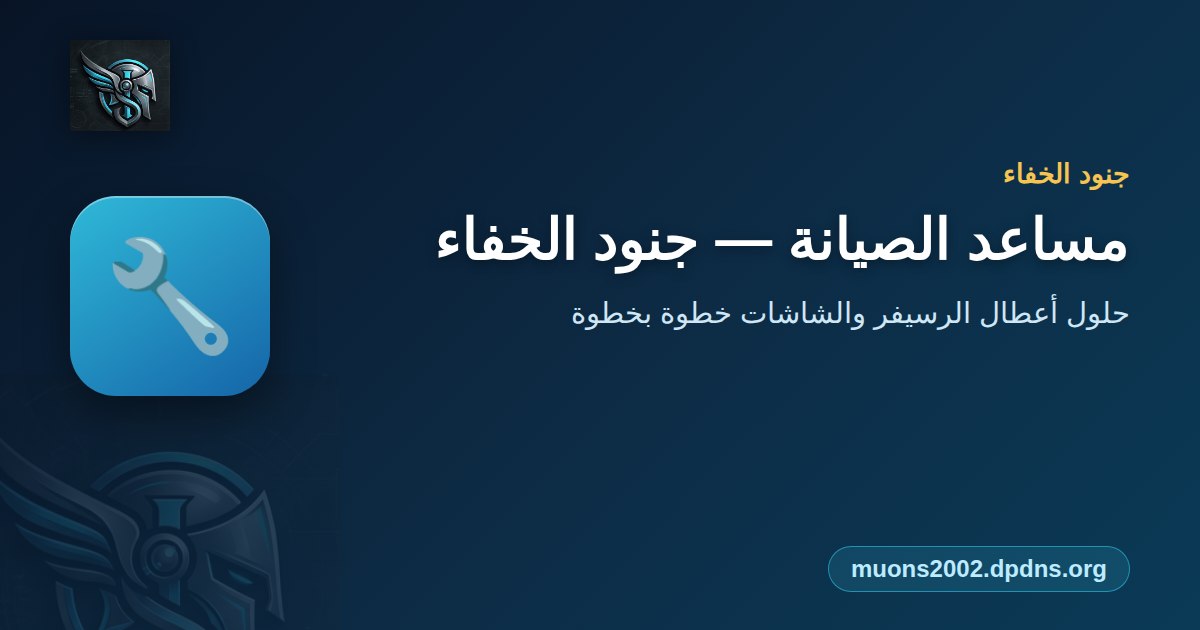 جنود الخفاء
مساعد الصيانة — جنود الخفاء
حلول أعطال الرسيفر والشاشات خطوة بخطوة
muons2002.dpdns.org